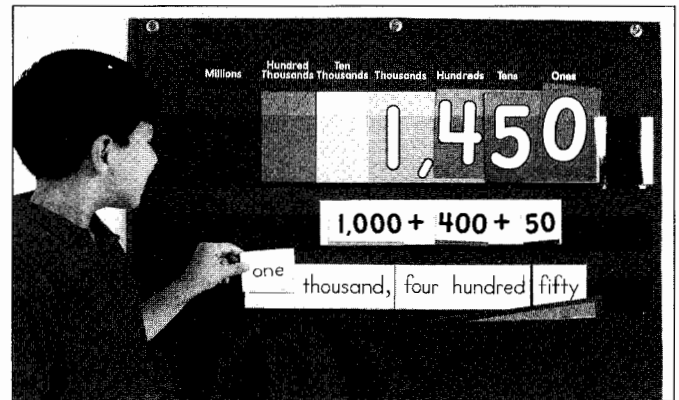 Millions Hundred Thousands Ten Thousands Thousands Hundreds Tens Ones
1,450
1,000 + 400 + 50
one thousand, four hundred fifty